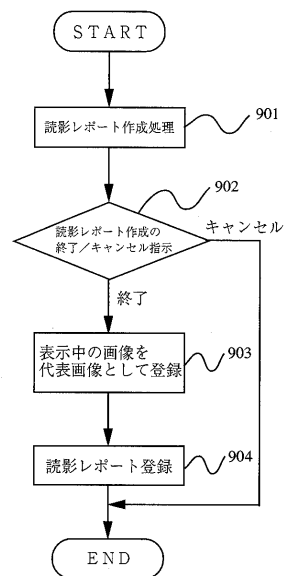 START
読影レポート作成処理
901
902
読影レポート作成の
終了／キャンセル指示
キャンセル
終了
表示中の画像を
代表画像として登録
903
読影レポート登録
904
END